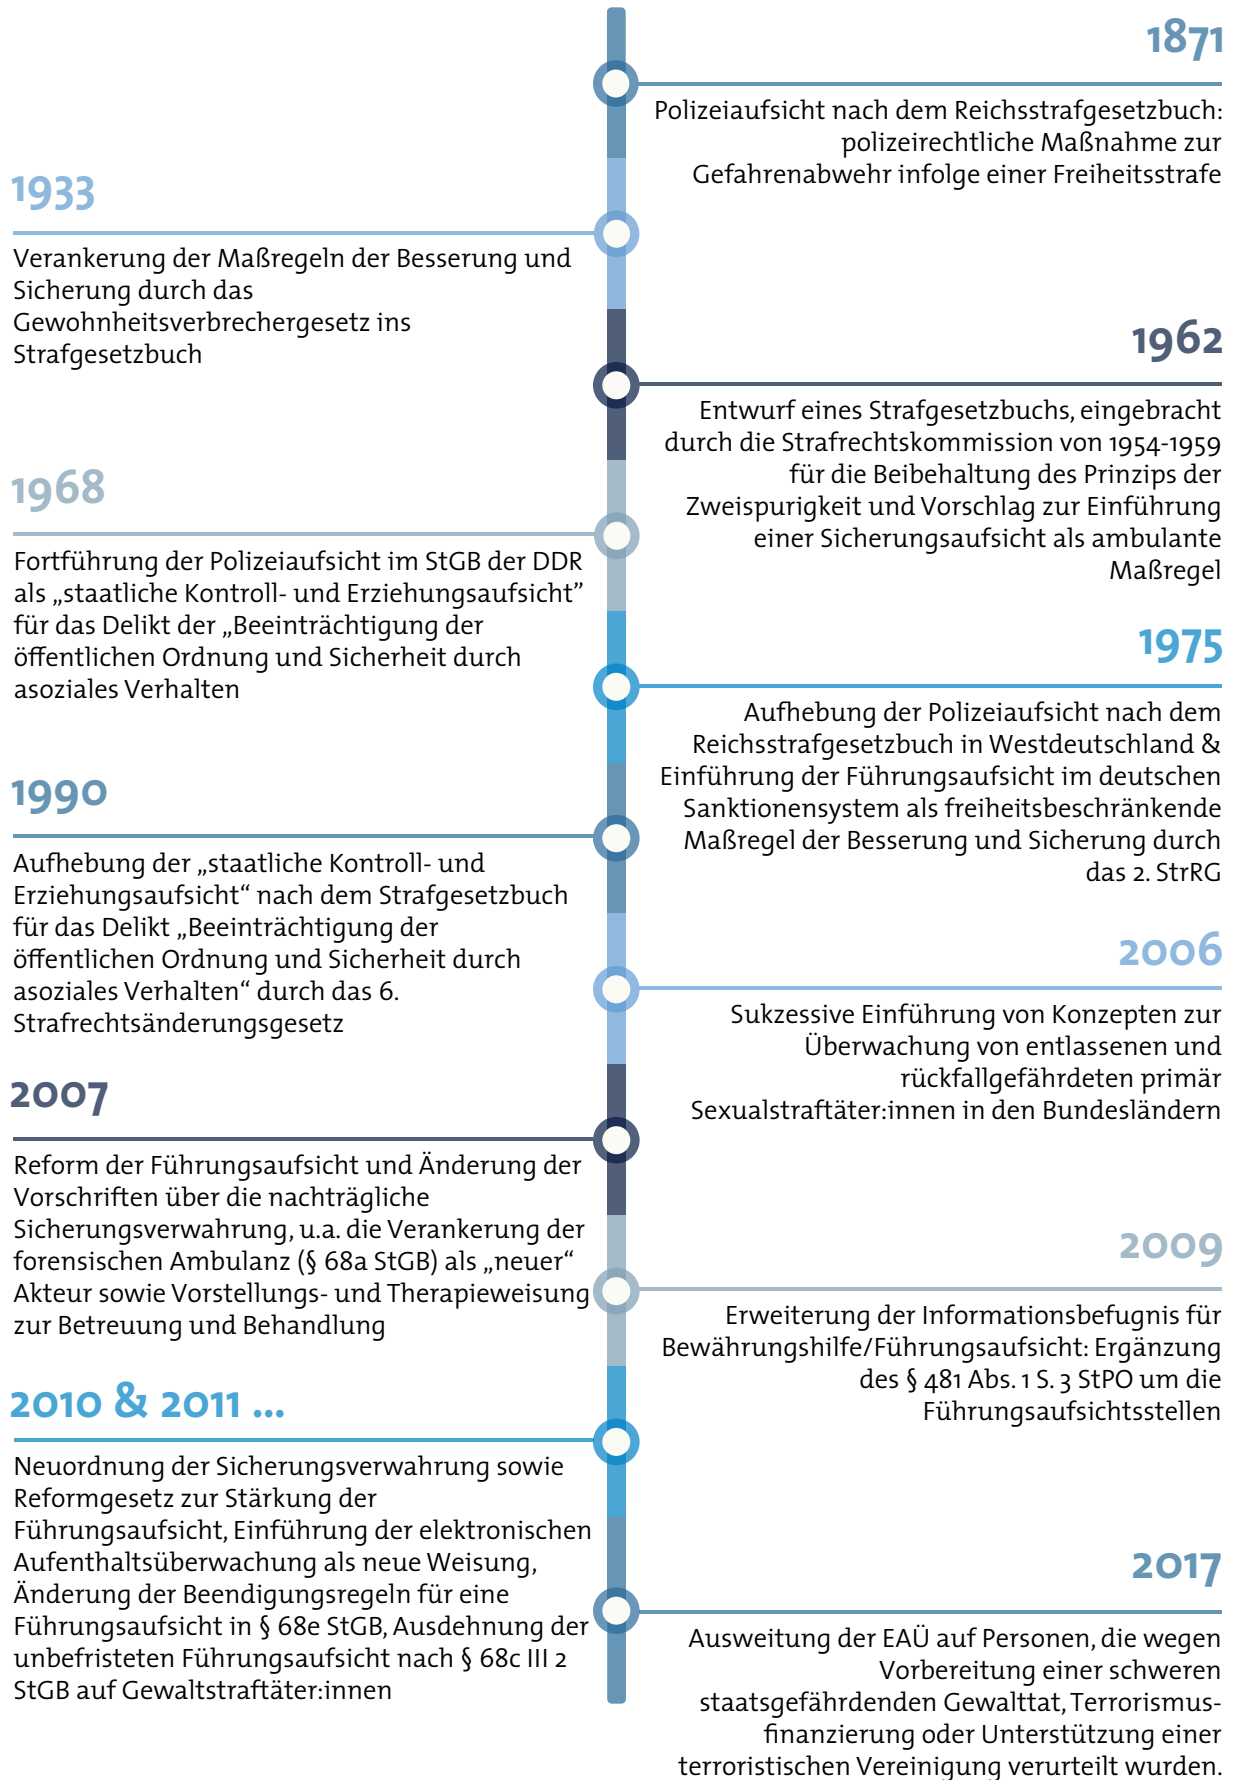 1871
Polizeiaufsicht nach dem Reichsstrafgesetzbuch:
polizeirechtliche Maßnahme zur
Gefahrenabwehr infolge einer Freiheitsstrafe
1933
Verankerung der Maßregeln der Besserung und
Sicherung durch das
Gewohnheitsverbrechergesetz ins
Strafgesetzbuch
1962
Entwurf eines Strafgesetzbuchs, eingebracht
durch die Strafrechtskommission von 1954-1959
für die Beibehaltung des Prinzips der
Zweispurigkeit und Vorschlag zur Einführung
einer Sicherungsaufsicht als ambulante
Maßregel
1968
Fortführung der Polizeiaufsicht im StGB der DDR
als „staatliche Kontroll- und Erziehungsaufsicht”
für das Delikt der „Beeinträchtigung der
öffentlichen Ordnung und Sicherheit durch
asoziales Verhalten
1975
Aufhebung der Polizeiaufsicht nach dem
Reichsstrafgesetzbuch in Westdeutschland &
Einführung der Führungsaufsicht im deutschen
Sanktionensystem als freiheitsbeschränkende
Maßregel der Besserung und Sicherung durch
das 2. StrRG
1990
Aufhebung der „staatliche Kontroll- und
Erziehungsaufsicht“ nach dem Strafgesetzbuch
für das Delikt „Beeinträchtigung der
öffentlichen Ordnung und Sicherheit durch
asoziales Verhalten“ durch das 6.
Strafrechtsänderungsgesetz
2006
Sukzessive Einführung von Konzepten zur
Überwachung von entlassenen und
rückfallgefährdeten primär
Sexualstraftäter:innen in den Bundesländern
2007
Reform der Führungsaufsicht und Änderung der
Vorschriften über die nachträgliche
Sicherungsverwahrung, u.a. die Verankerung der
forensischen Ambulanz (§ 68a StGB) als „neuer“
Akteur sowie Vorstellungs- und Therapieweisung
zur Betreuung und Behandlung
2009
Erweiterung der Informationsbefugnis für
Bewährungshilfe/Führungsaufsicht: Ergänzung
des § 481 Abs. 1 S. 3 StPO um die
Führungsaufsichtsstellen
2010 & 2011 ...
Neuordnung der Sicherungsverwahrung sowie
Reformgesetz zur Stärkung der
Führungsaufsicht, Einführung der elektronischen
Aufenthaltsüberwachung als neue Weisung,
Änderung der Beendigungsregeln für eine
Führungsaufsicht in § 68e StGB, Ausdehnung der
unbefristeten Führungsaufsicht nach § 68c III 2
StGB auf Gewaltstraftäter:innen
2017
Ausweitung der EAÜ auf Personen, die wegen
Vorbereitung einer schweren
staatsgefährdenden Gewalttat, Terrorismus-
finanzierung oder Unterstützung einer
terroristischen Vereinigung verurteilt wurden.